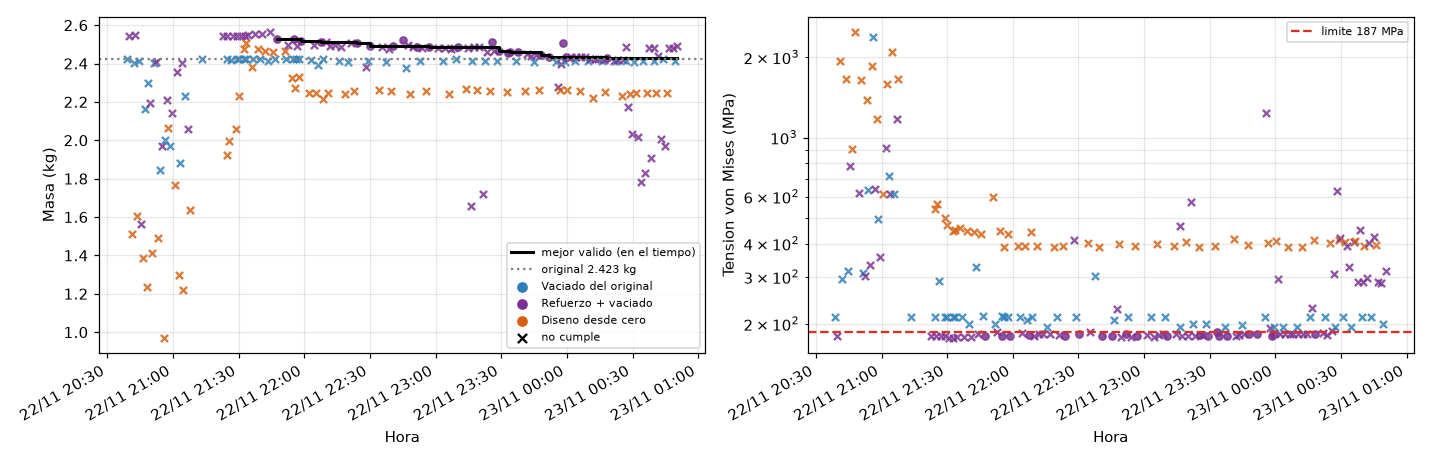 Masa (kg)
2.6
2.4
2.2
2.0
1.8
1.6
1.4
1.2
1.0
mejor valido (en el tiempo)
original 2.423 kg
Vaciado del original
Refuerzo + vaciado
Diseno desde cero
no cumple
22/11 20:30
22/11 21:00
22/11 21:30
22/11 22:00
22/11 22:30
22/11 23:00
22/11 23:30
23/11 00:00
23/11 00:30
23/11 01:00
Hora
Tension von Mises (MPa)
limite 187 MPa
2 × 10³
10³
6 × 10²
4 × 10²
3 × 10²
2 × 10²
22/11 20:30
22/11 21:00
22/11 21:30
22/11 22:00
22/11 22:30
22/11 23:00
22/11 23:30
23/11 00:00
23/11 00:30
23/11 01:00
Hora